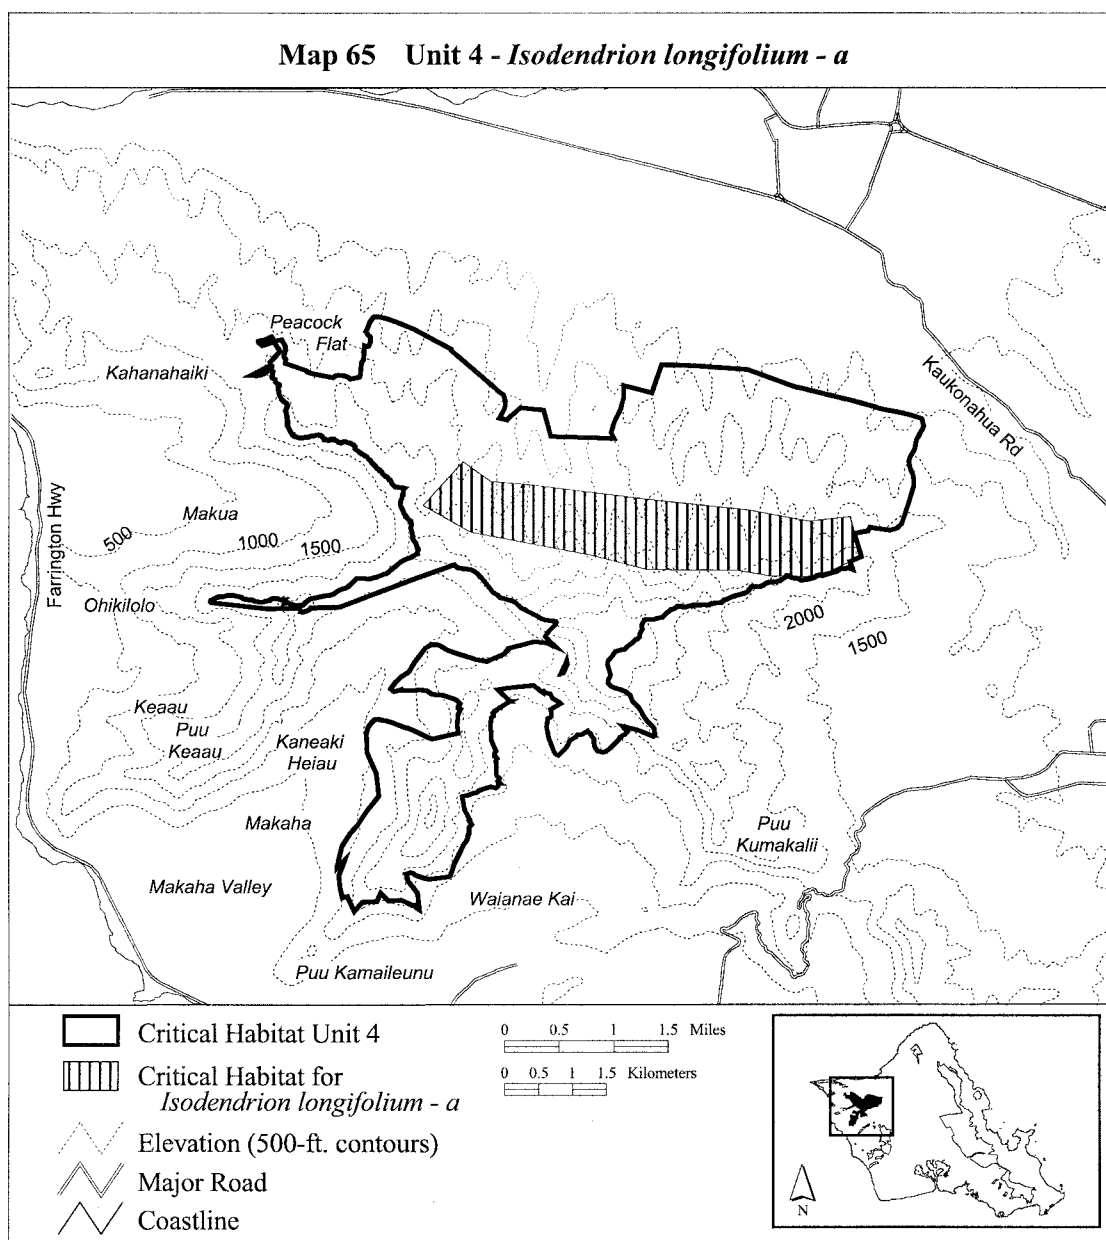 Map 65 Unit 4 - Isodendrion longifolium - a
Peacock
Flat
Kahanahaiki
Kaukonahua Rd
Farrington Hwy
Makua
500
1000
1500
Ohikilolo
2000
1500
Keaau
Puu
Keaau
Kaneaki
Heiau
Makaha
Puu
Kumakalii
Makaha Valley
Waianae Kai
Puu Kamaileunu
Critical Habitat Unit 4
Critical Habitat for
Isodendrion longifolium - a
Elevation (500-ft. contours)
Major Road
Coastline
0 0.5 1 1.5 Miles
0 0.5 1 1.5 Kilometers
N